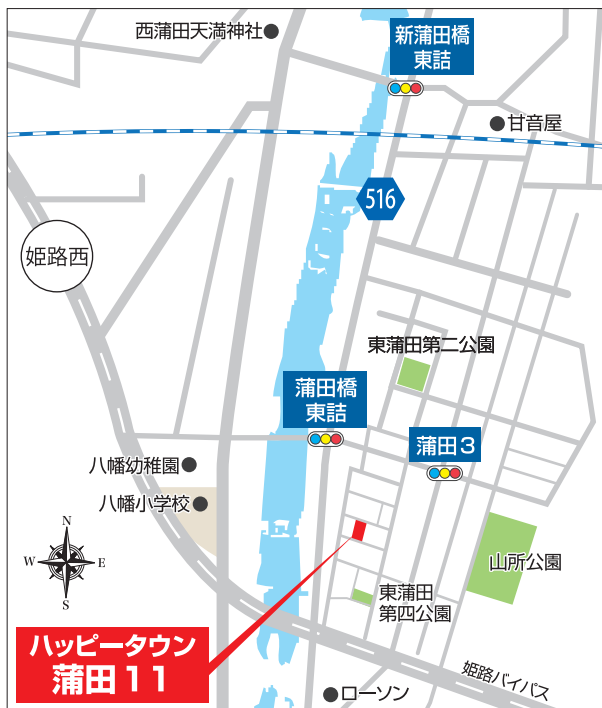 西蒲田天満神社
新蒲田橋
東詰
甘音屋
516
姫路西
東蒲田第二公園
蒲田橋
東詰
蒲田3
八幡幼稚園
八幡小学校
N
W
E
S
山所公園
東蒲田
第四公園
ハッピータウン
蒲田11
姫路バイパス
ローソン